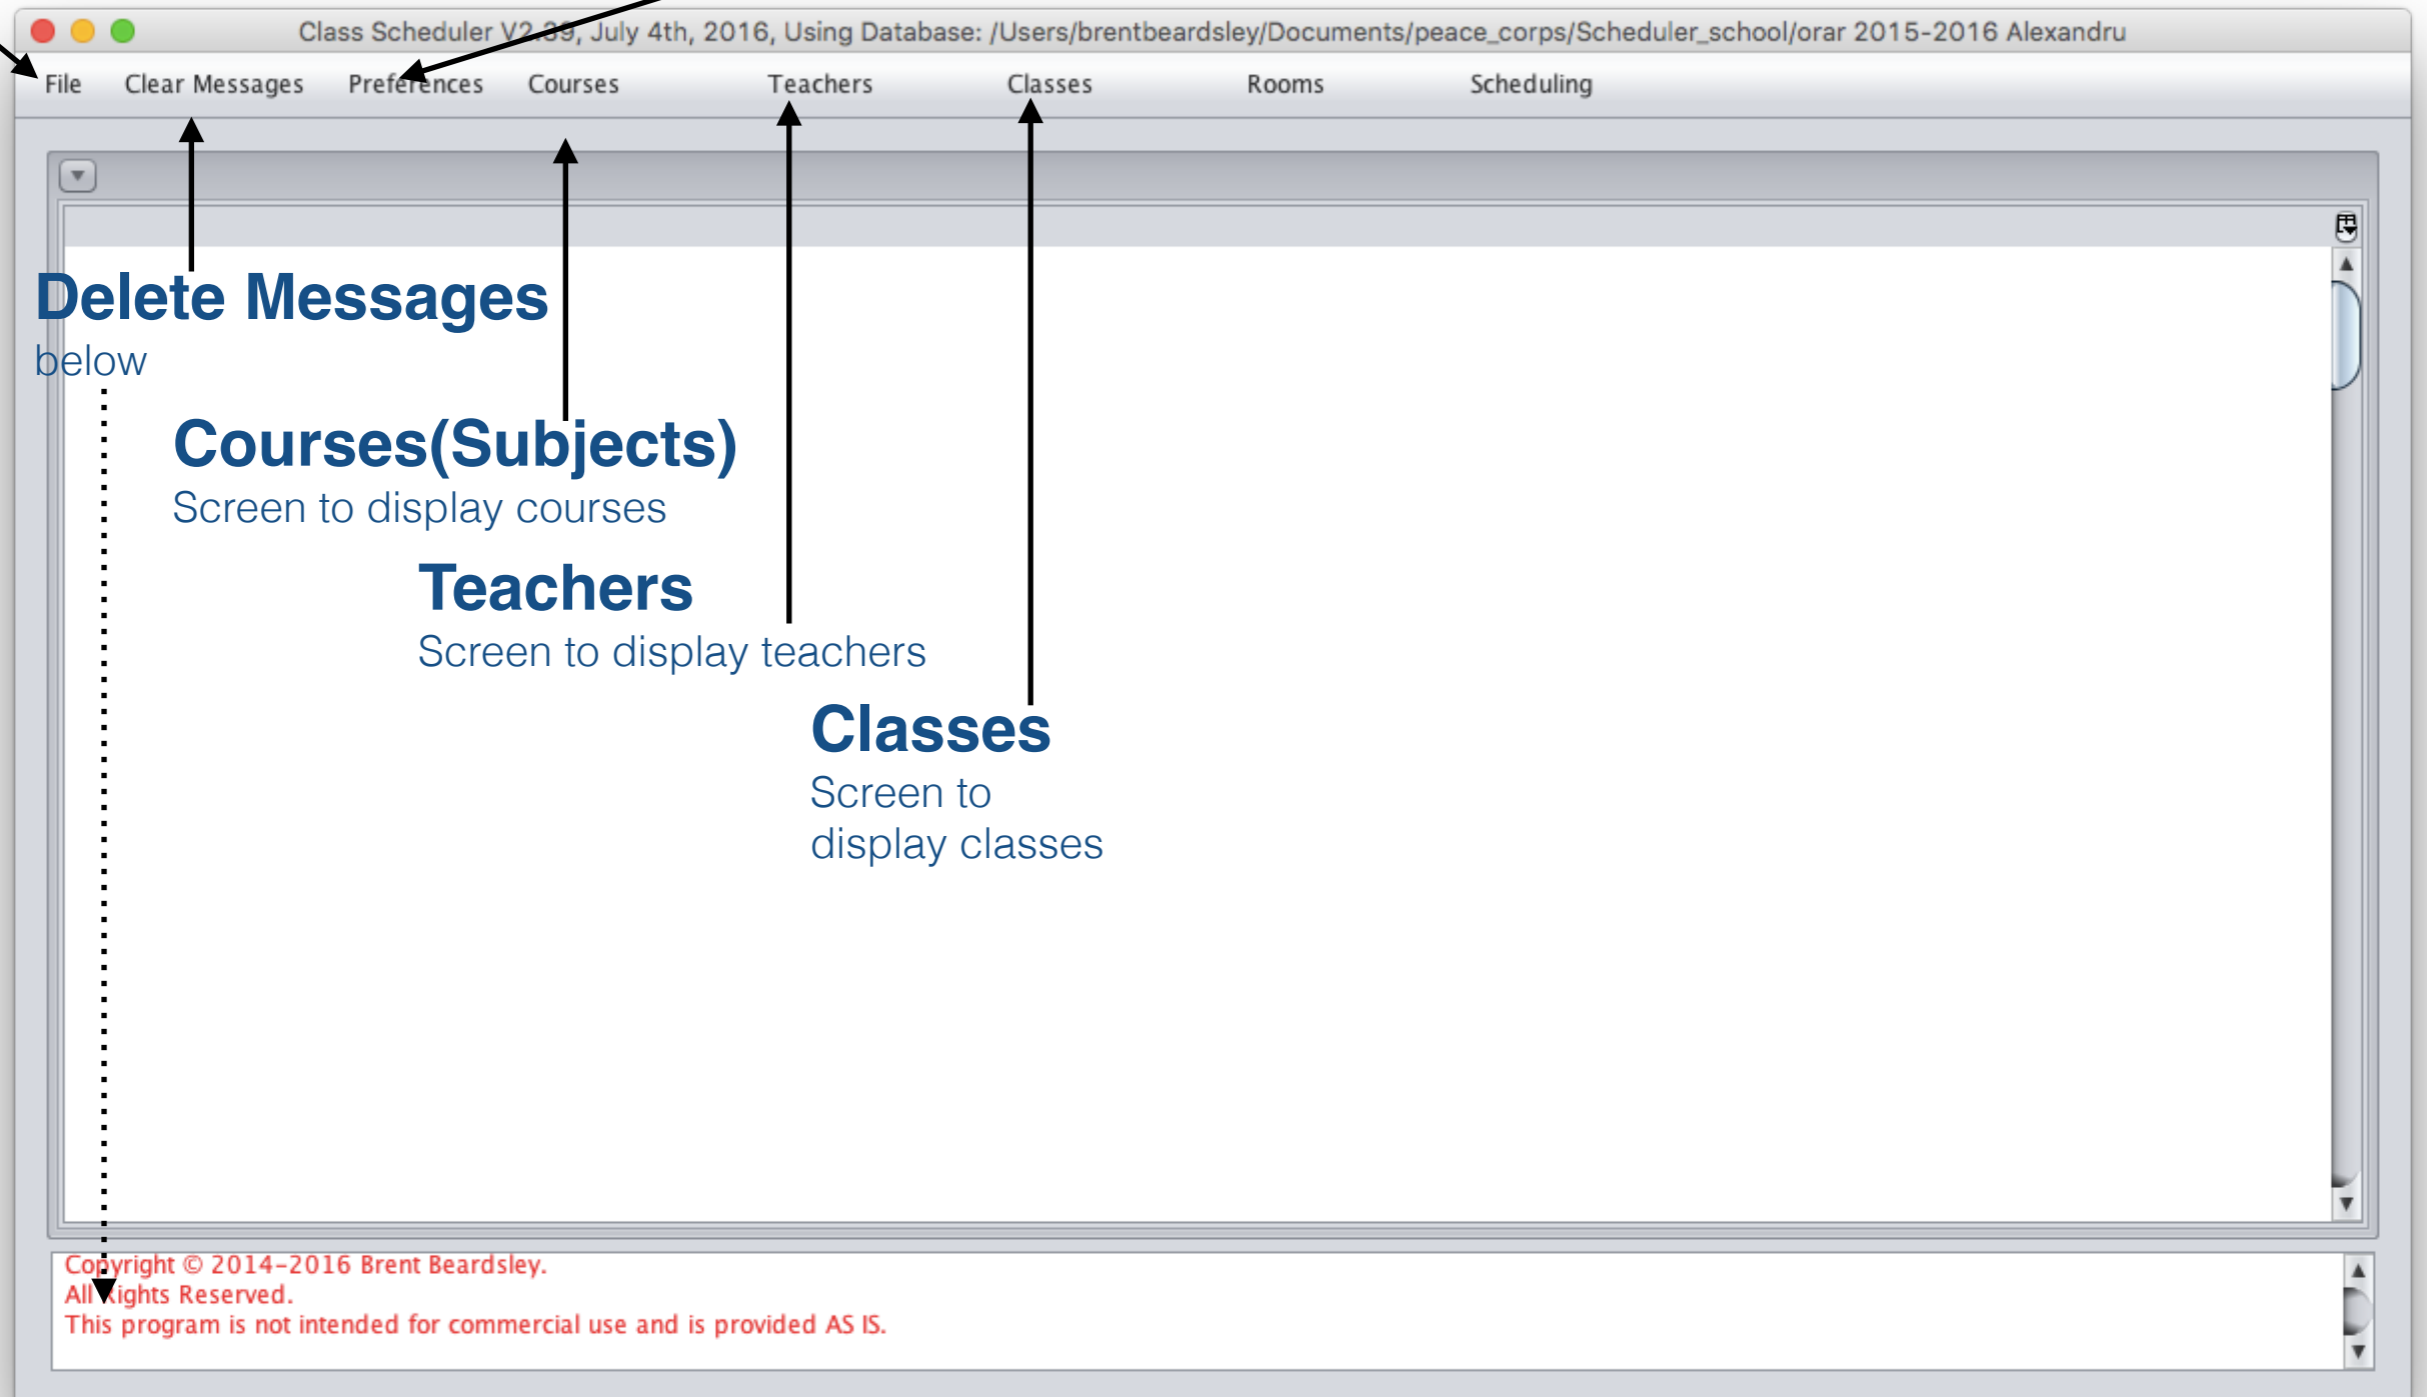 Class Scheduler V2.39, July 4th, 2016, Using Database: /Users/brentbeardsley/Documents/peace_corps/Scheduler_school/orar 2015-2016 Alexandru
File Clear Messages Preferences Courses Teachers Classes Rooms Scheduling
Delete Messages
below
Courses(Subjects)
Screen to display courses
Teachers
Screen to display teachers
Classes
Screen to
display classes
Copyright © 2014-2016 Brent Beardsley.
All Rights Reserved.
This program is not intended for commercial use and is provided AS IS.